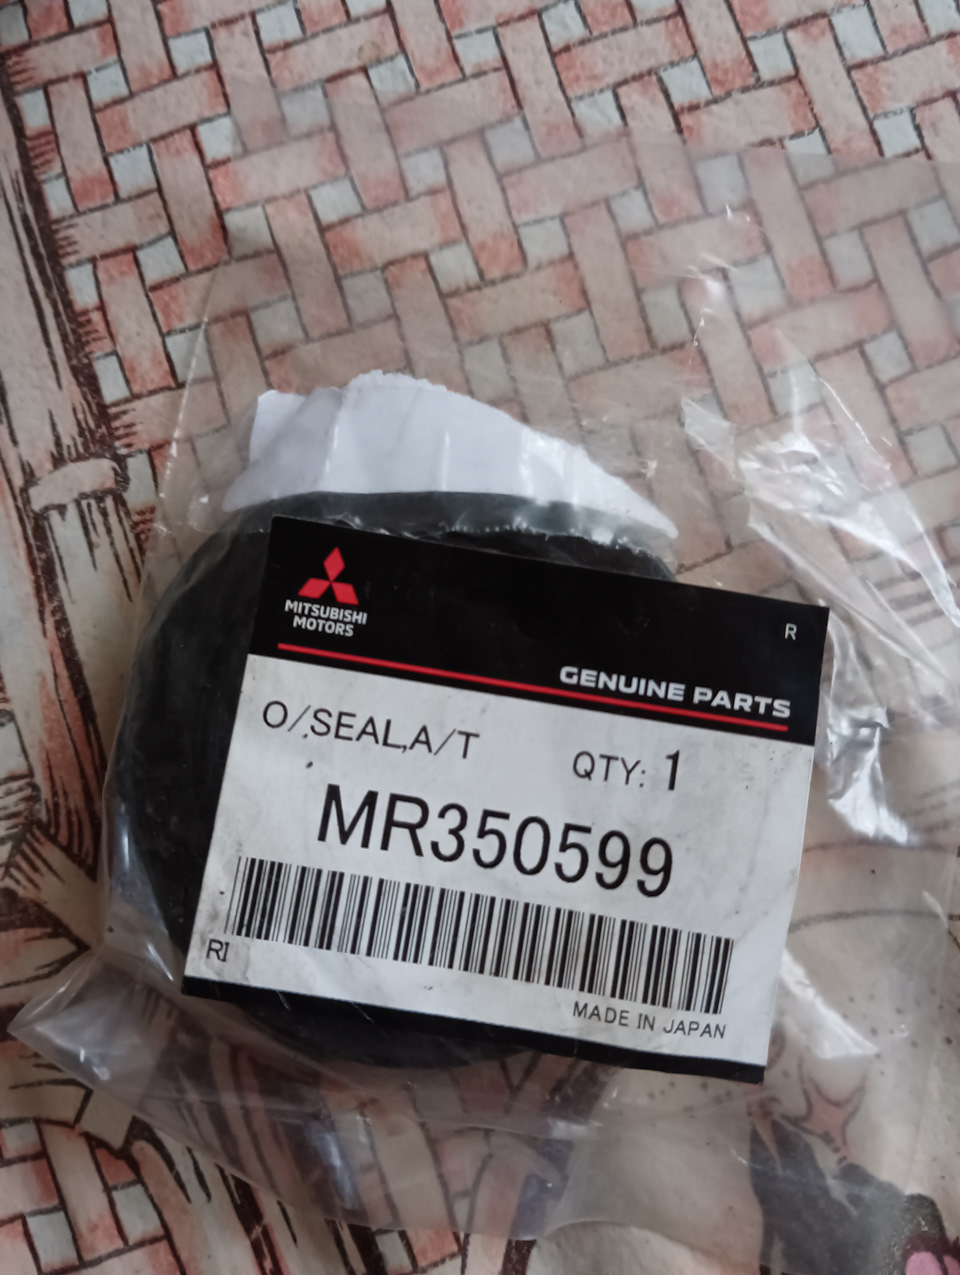 MITSUBISHI
MOTORS
R
GENUINE PARTS
O/SEAL,A/T
QTY: 1
MR350599
RI
MADE IN JAPAN